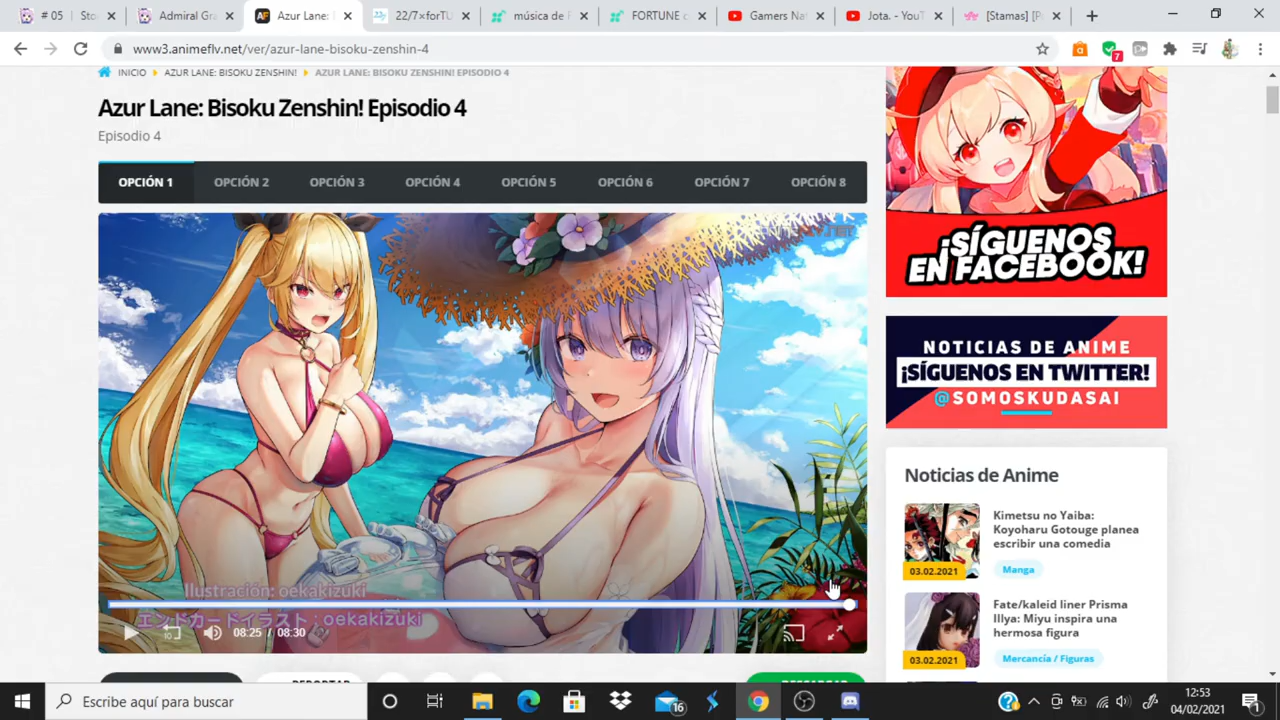 # 05 | Sto
Admiral Gra
Azur Lane:
22/7×forTU
música de
FORTUNE c
Gamers Na
Jota. - YouT
[Stamas] [P
www3.animeflv.net/ver/azur-lane-bisoku-zenshin-4
7
INICIO AZUR LANE: BISOKU ZENSHIN! AZUR LANE: BISOKU ZENSHIN! EPISODIO 4
Azur Lane: Bisoku Zenshin! Episodio 4
Episodio 4
OPCIÓN 1 OPCIÓN 2 OPCIÓN 3 OPCIÓN 4 OPCIÓN 5 OPCIÓN 6 OPCIÓN 7 OPCIÓN 8
Ilustración: oekakizuki
エンドカードイラスト：oekakizuki
10 08:25 / 08:30
REPORTAR
DESCARGAR
¡SÍGUENOS
EN FACEBOOK!
NOTICIAS DE ANIME
¡SÍGUENOS EN TWITTER!
@SOMOSKUDASAI
Noticias de Anime
Kimetsu no Yaiba:
Koyoharu Gotouge planea
escribir una comedia
03.02.2021
Manga
Fate/kaleid liner Prisma
Illya: Miyu inspira una
hermosa figura
03.02.2021
Mercancía / Figuras
Escribe aquí para buscar
16
12:53
04/02/2021
1